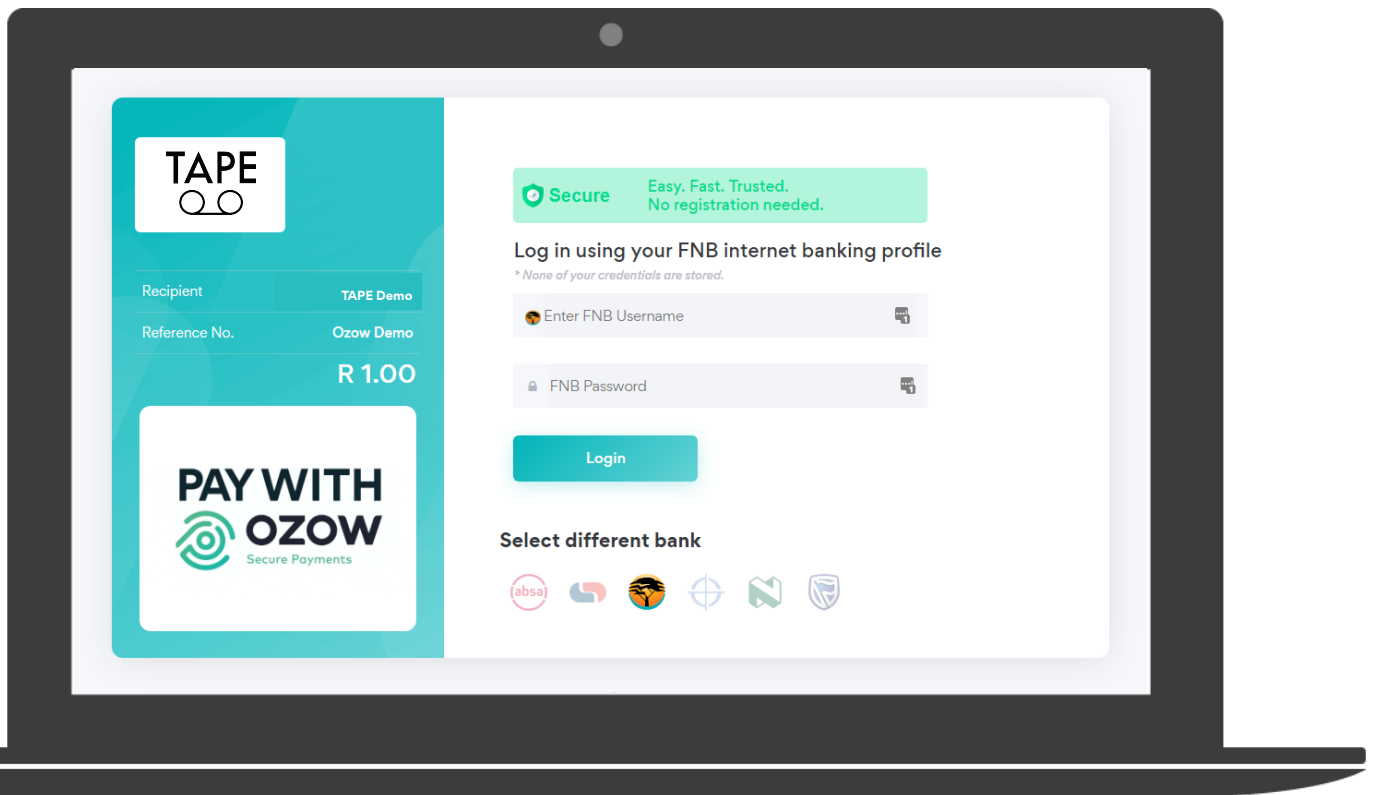 TAPE
Recipient TAPE Demo
Reference No. Ozow Demo
R 1.00
PAY WITH
OZOW
Secure Payments
Secure
Easy. Fast. Trusted.
No registration needed.
Log in using your FNB internet banking profile
* None of your credentials are stored.
Enter FNB Username
1
FNB Password
1
Login
Select different bank
absa